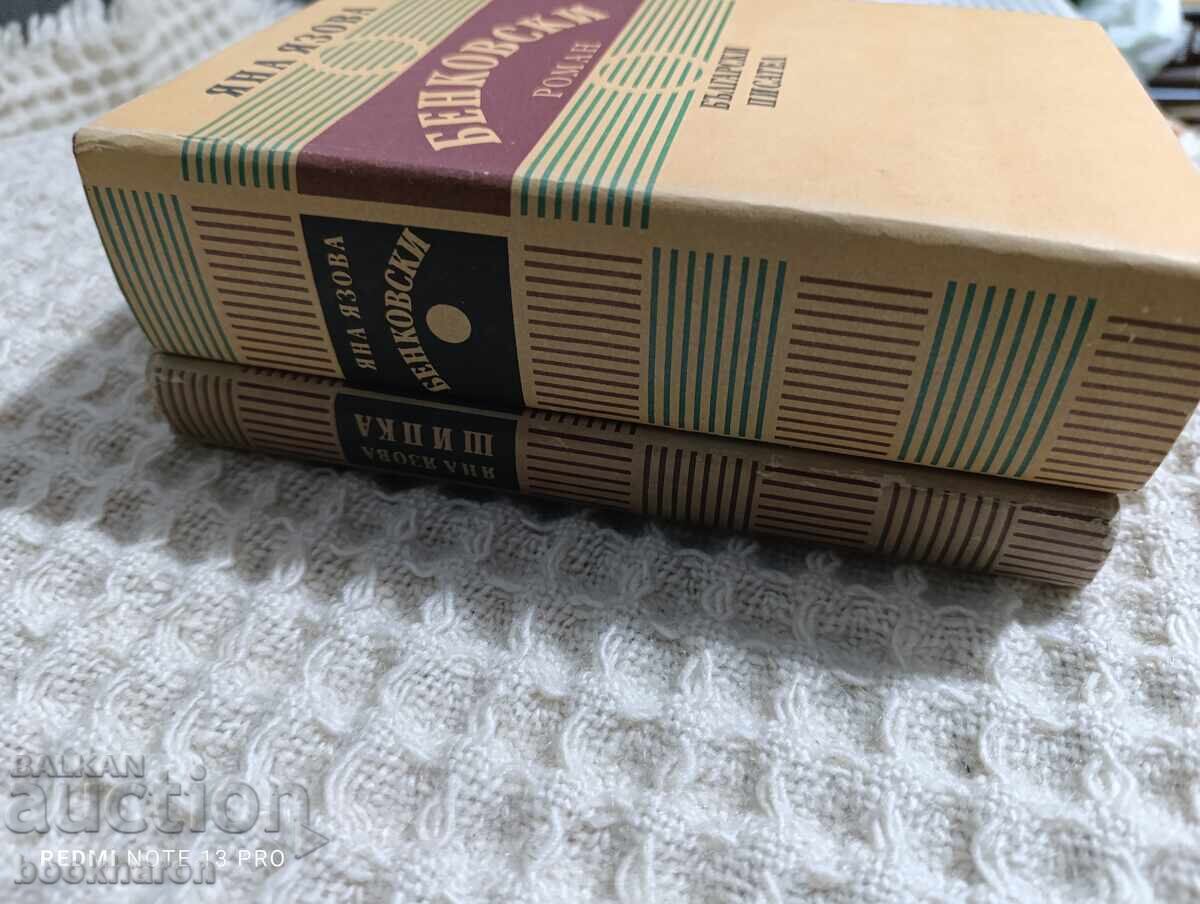 ЯНА ЯЗОВА
БЕНКОВСКИ
РОМАН
БЪЛГАРСКИ
ПИСАТЕЛ
ЯНА ЯЗОВА
БЕНКОВСКИ
ЯНА ЯЗОВА
ШИПКА
BALKAN
auction
REDMI NOTE 13 PRO
bookharon